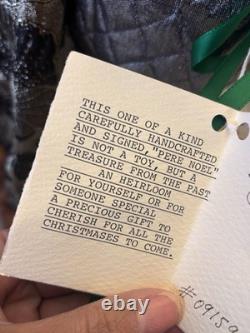 THIS ONE OF A KIND
CAREFULLY HANDCRAFTED
AND SIGNED,"PERE NOEL"
IS NOT A TOY, BUT A
TREASURE FROM THE PAST
AN HEIRLOOM
FOR YOURSELF OR FOR
SOMEONE SPECIAL
A PRECIOUS GIFT TO
CHERISH FOR ALL THE
CHRISTMASES TO COME.
#09159